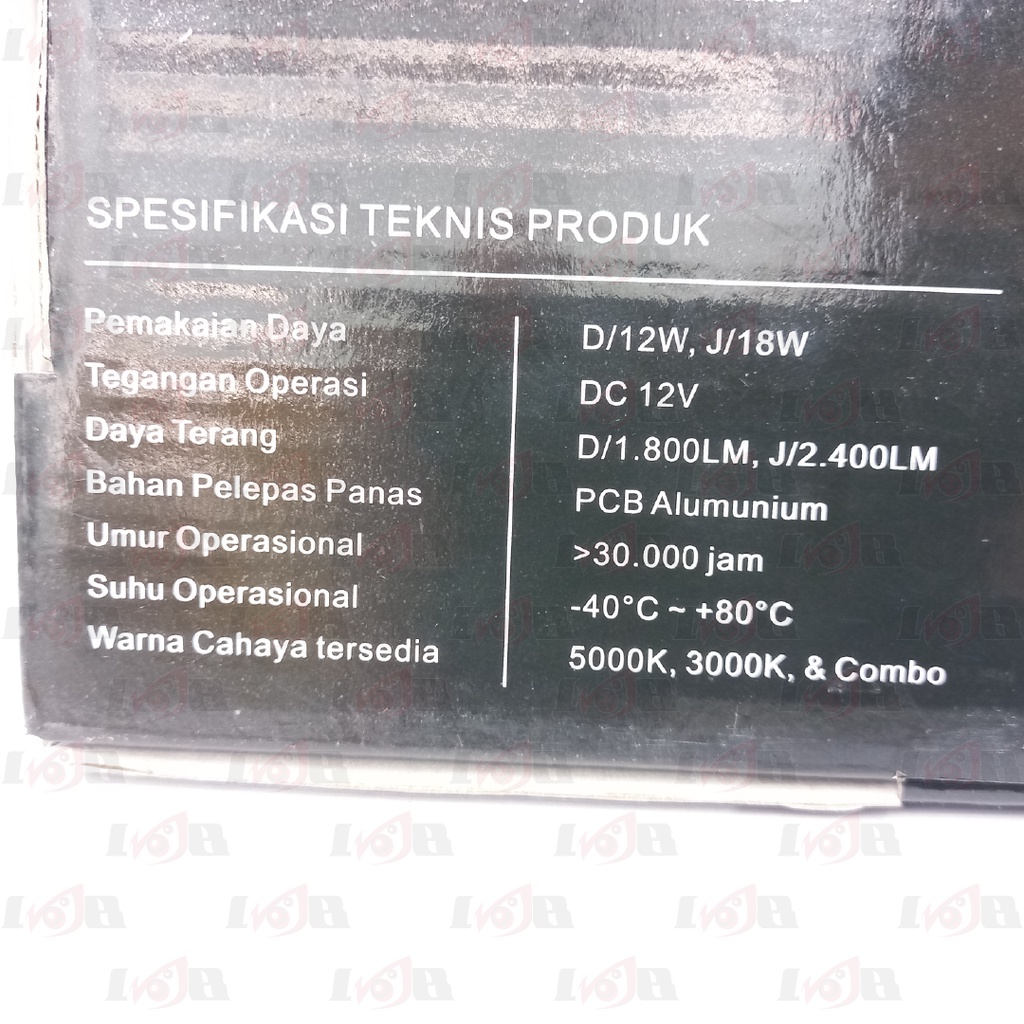 SPESIFIKASI TEKNIS PRODUK
Pemakaian Daya D/12W, J/18W
Tegangan Operasi DC 12V
Daya Terang D/1.800LM, J/2.400LM
Bahan Pelepas Panas PCB Alumunium
Umur Operasional >30.000 jam
Suhu Operasional -40°C ~ +80°C
Warna Cahaya tersedia 5000K, 3000K, & Combo